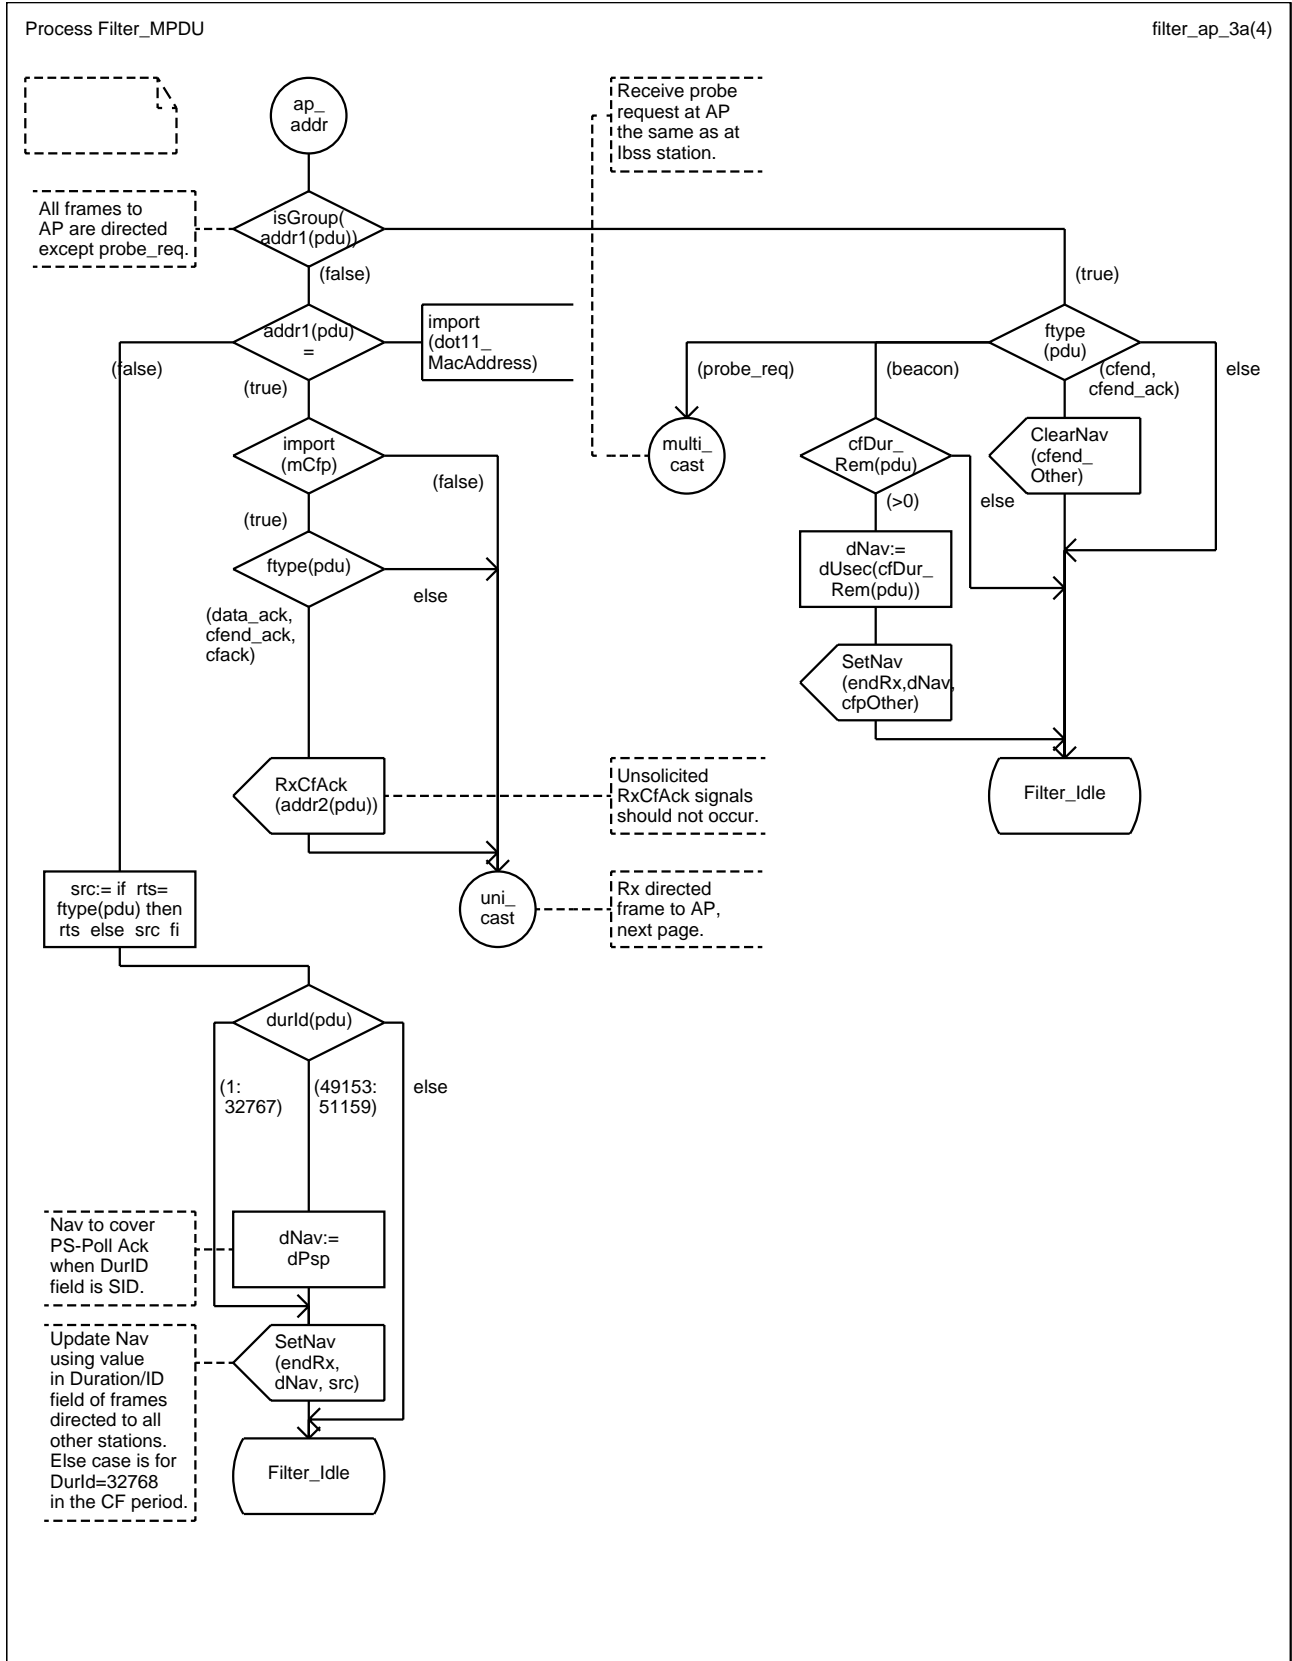 Process Filter_MPDU
filter_ap_3a(4)
ap_
addr
Receive probe
request at AP
the same as at
Ibss station.
All frames to
AP are directed
except probe_req.
isGroup(
addr1(pdu))
(false)
(true)
addr1(pdu)
=
import
(dot11_
MacAddress)
ftype
(pdu)
(false)
(true)
(probe_req)
(beacon)
(cfend,
cfend_ack)
else
import
(mCfp)
(false)
multi_
cast
cfDur_
Rem(pdu)
ClearNav
(cfend_
Other)
(true)
(>0)
else
ftype(pdu)
else
dNav:=
dUsec(cfDur_
Rem(pdu))
(data_ack,
cfend_ack,
cfack)
SetNav
(endRx,dNav,
cfpOther)
RxCfAck
(addr2(pdu))
Unsolicited
RxCfAck signals
should not occur.
Filter_Idle
src:= if rts=
ftype(pdu) then
rts else src fi
uni_
cast
Rx directed
frame to AP,
next page.
durId(pdu)
(1:
32767)
(49153:
51159)
else
Nav to cover
PS-Poll Ack
when DurID
field is SID.
dNav:=
dPsp
Update Nav
using value
in Duration/ID
field of frames
directed to all
other stations.
Else case is for
DurId=32768
in the CF period.
SetNav
(endRx,
dNav, src)
Filter_Idle